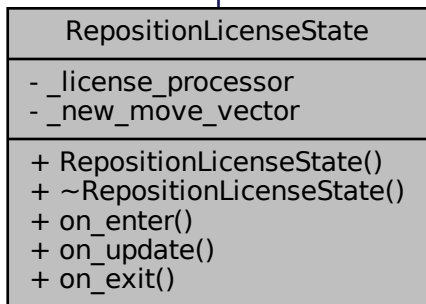 RepositionLicenseState
- _license_processor
- _new_move_vector
+ RepositionLicenseState()
+ ~RepositionLicenseState()
+ on_enter()
+ on_update()
+ on_exit()